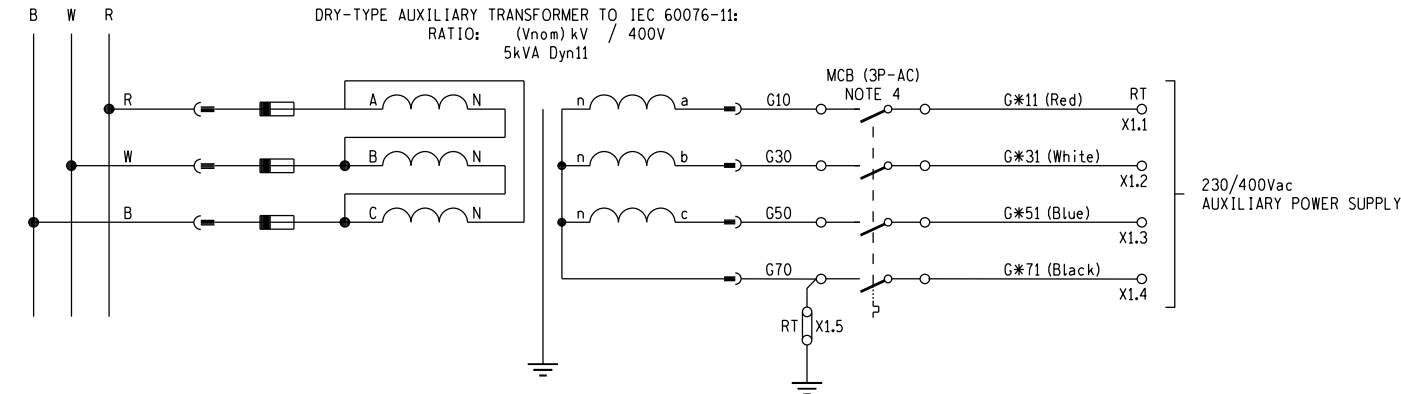 B W R
DRY-TYPE AUXILIARY TRANSFORMER TO IEC 60076-11:
RATIO: (Vnom) kV / 400V
5kVA Dyn11
MCB (3P-AC)
NOTE 4
R A N n a G10 G*11 (Red) RT
X1.1
W B N n b G30 G*31 (White)
X1.2
230/400Vac
AUXILIARY POWER SUPPLY
B C N n c G50 G*51 (Blue)
X1.3
G70 G*71 (Black)
X1.4
RT X1.5